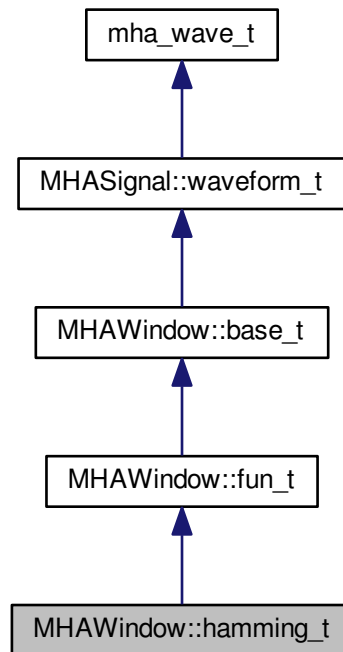 mha_wave_t
MHASignal::waveform_t
MHAWindow::base_t
MHAWindow::fun_t
MHAWindow::hamming_t